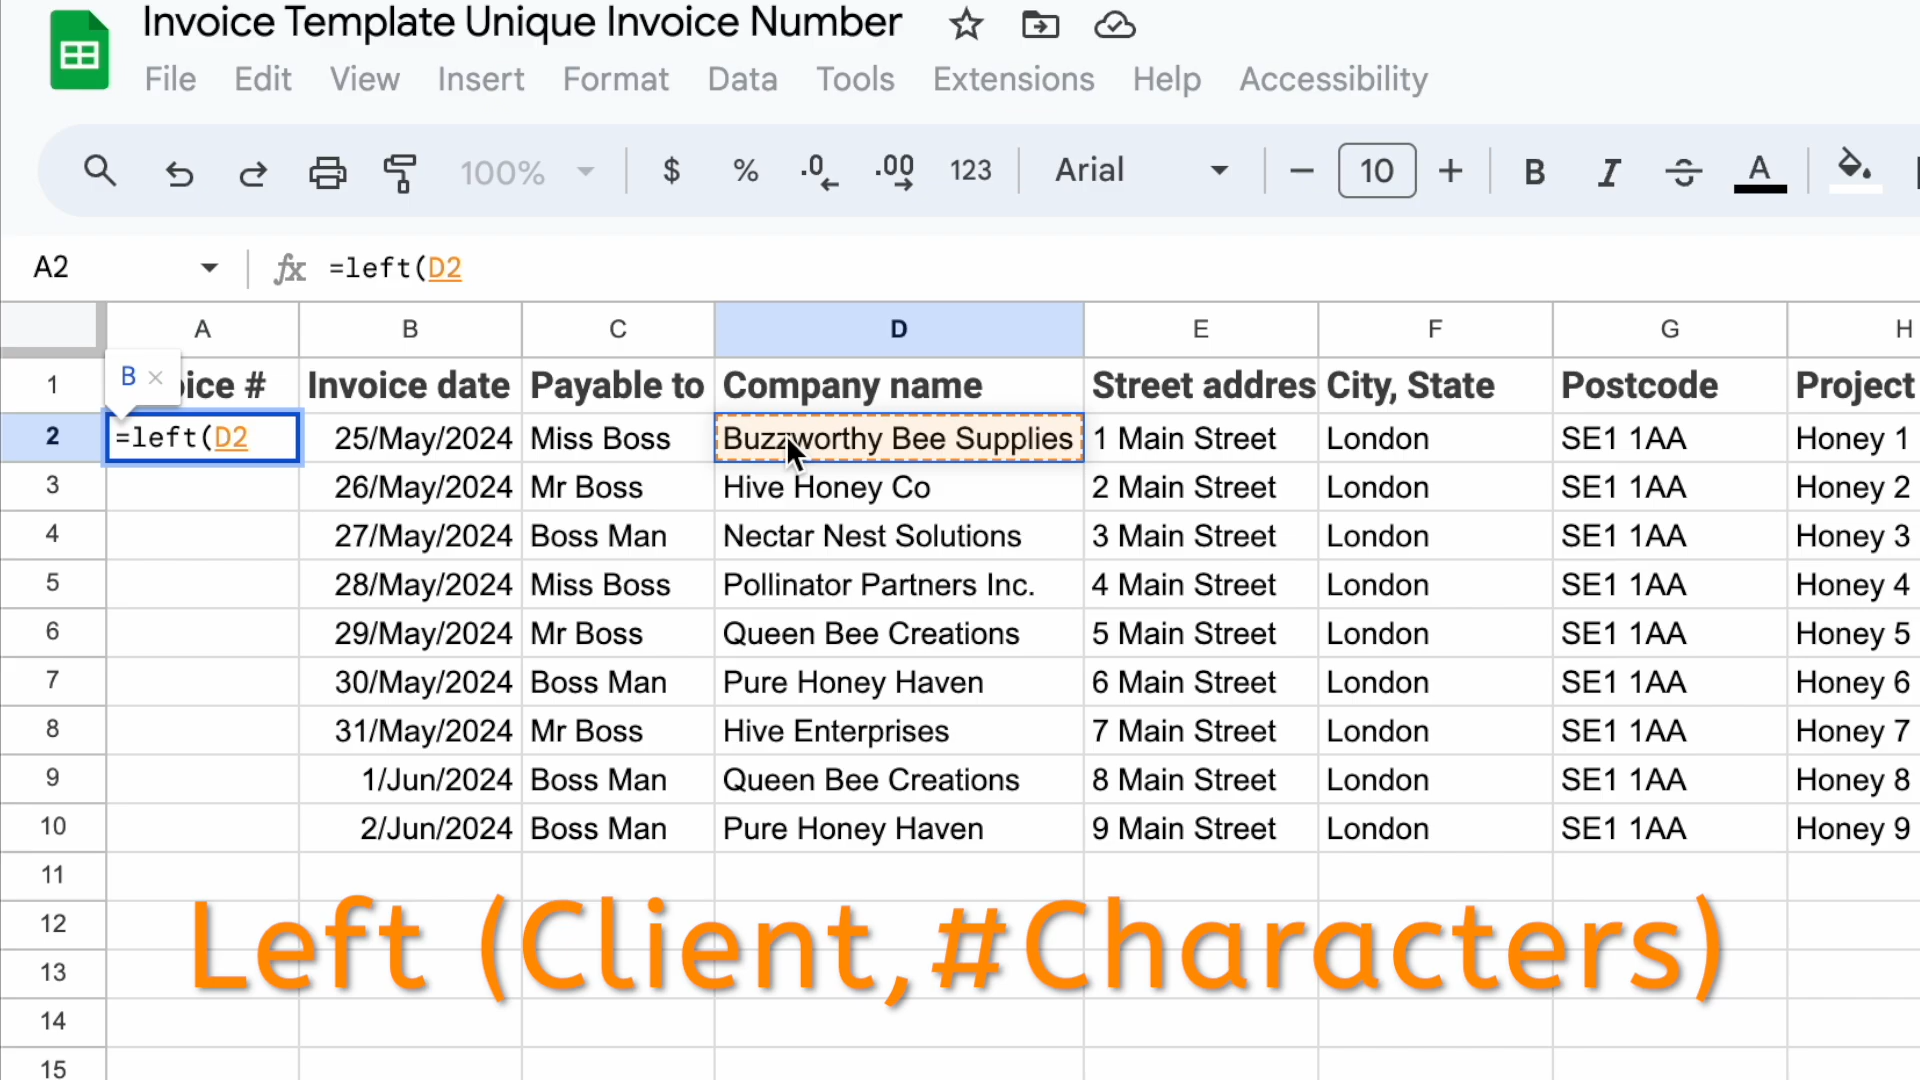 Invoice Template Unique Invoice Number
File Edit View Insert Format Data Tools Extensions Help Accessibility
100% $ % .0 .00 123 Arial 10 B I S A
A2 fx =left(D2
A B C D E F G H
B ×
1 oice # Invoice date Payable to Company name Street addres City, State Postcode Project
2 =left(D2 25/May/2024 Miss Boss Buzzworthy Bee Supplies 1 Main Street London SE1 1AA Honey 1
3 26/May/2024 Mr Boss Hive Honey Co 2 Main Street London SE1 1AA Honey 2
4 27/May/2024 Boss Man Nectar Nest Solutions 3 Main Street London SE1 1AA Honey 3
5 28/May/2024 Miss Boss Pollinator Partners Inc. 4 Main Street London SE1 1AA Honey 4
6 29/May/2024 Mr Boss Queen Bee Creations 5 Main Street London SE1 1AA Honey 5
7 30/May/2024 Boss Man Pure Honey Haven 6 Main Street London SE1 1AA Honey 6
8 31/May/2024 Mr Boss Hive Enterprises 7 Main Street London SE1 1AA Honey 7
9 1/Jun/2024 Boss Man Queen Bee Creations 8 Main Street London SE1 1AA Honey 8
10 2/Jun/2024 Boss Man Pure Honey Haven 9 Main Street London SE1 1AA Honey 9
11
12
Left (Client,#Characters)
13
14
15